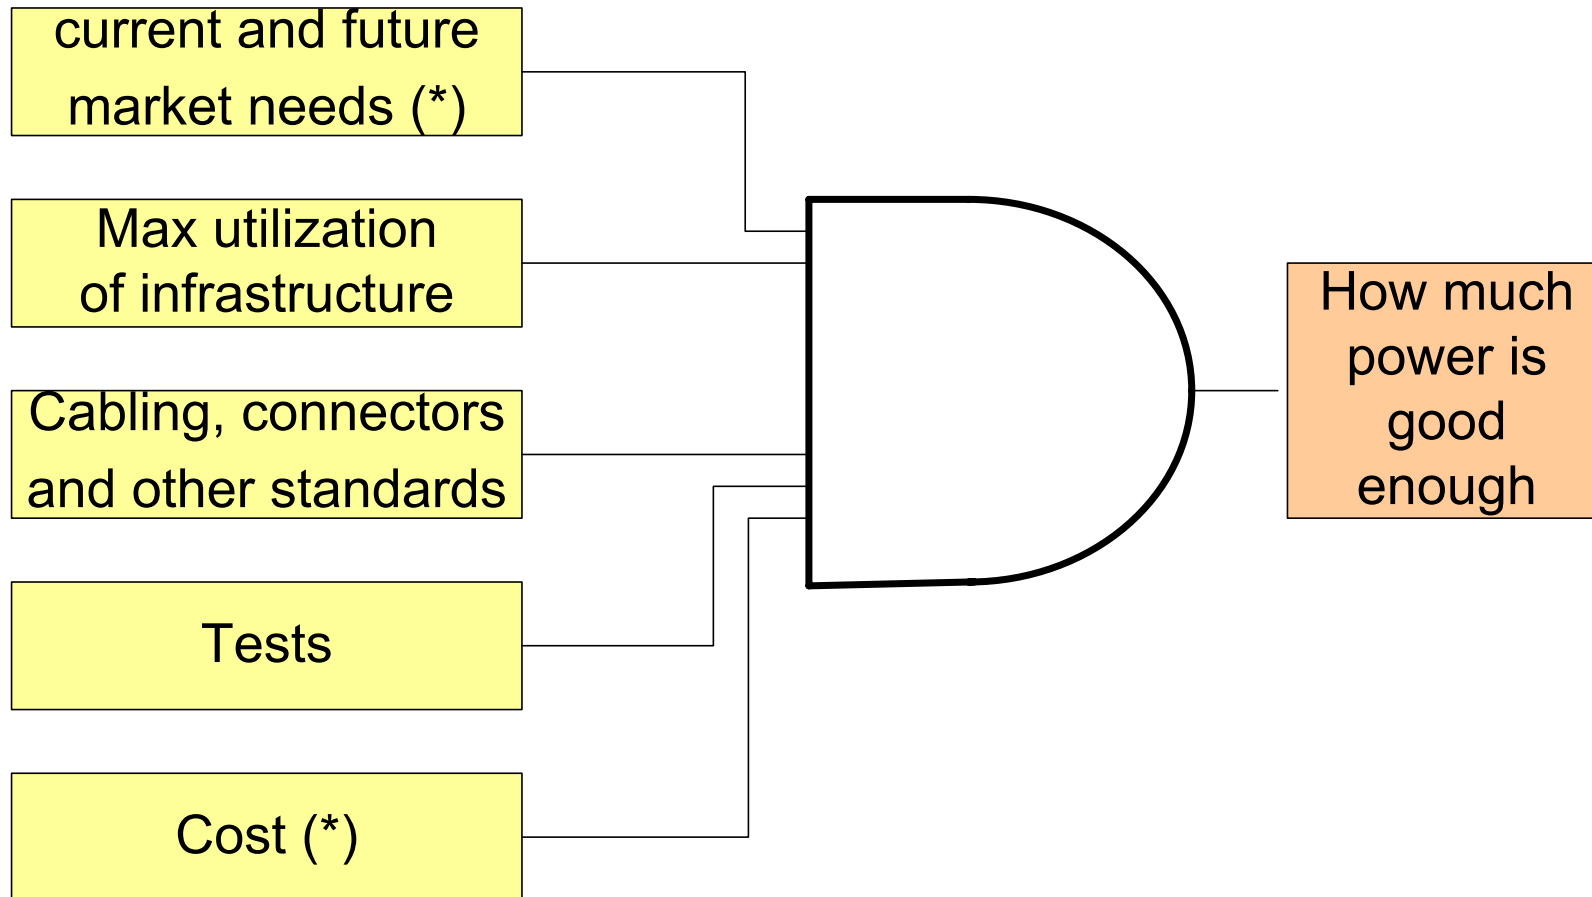 current and future
market needs (*)
Max utilization
of infrastructure
Cabling, connectors
and other standards
Tests
Cost (*)
How much
power is
good
enough